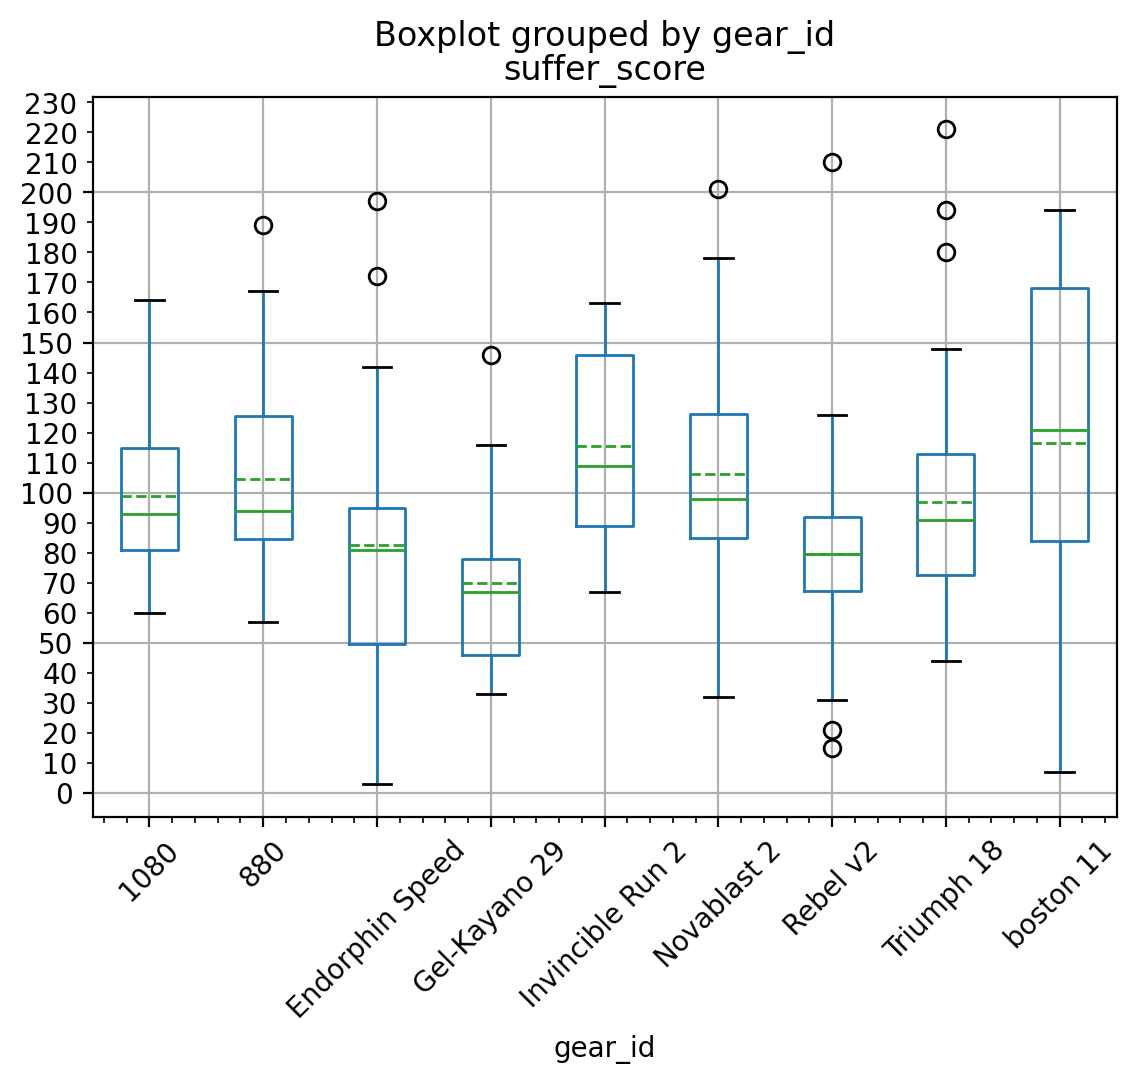 Boxplot grouped by gear_id
suffer_score
230
220
210
200
190
180
170
160
150
140
130
120
110
100
90
80
70
60
50
40
30
20
10
0
1080
880
Endorphin Speed
Gel-Kayano 29
Invincible Run 2
Novablast 2
Rebel v2
Triumph 18
boston 11
gear_id